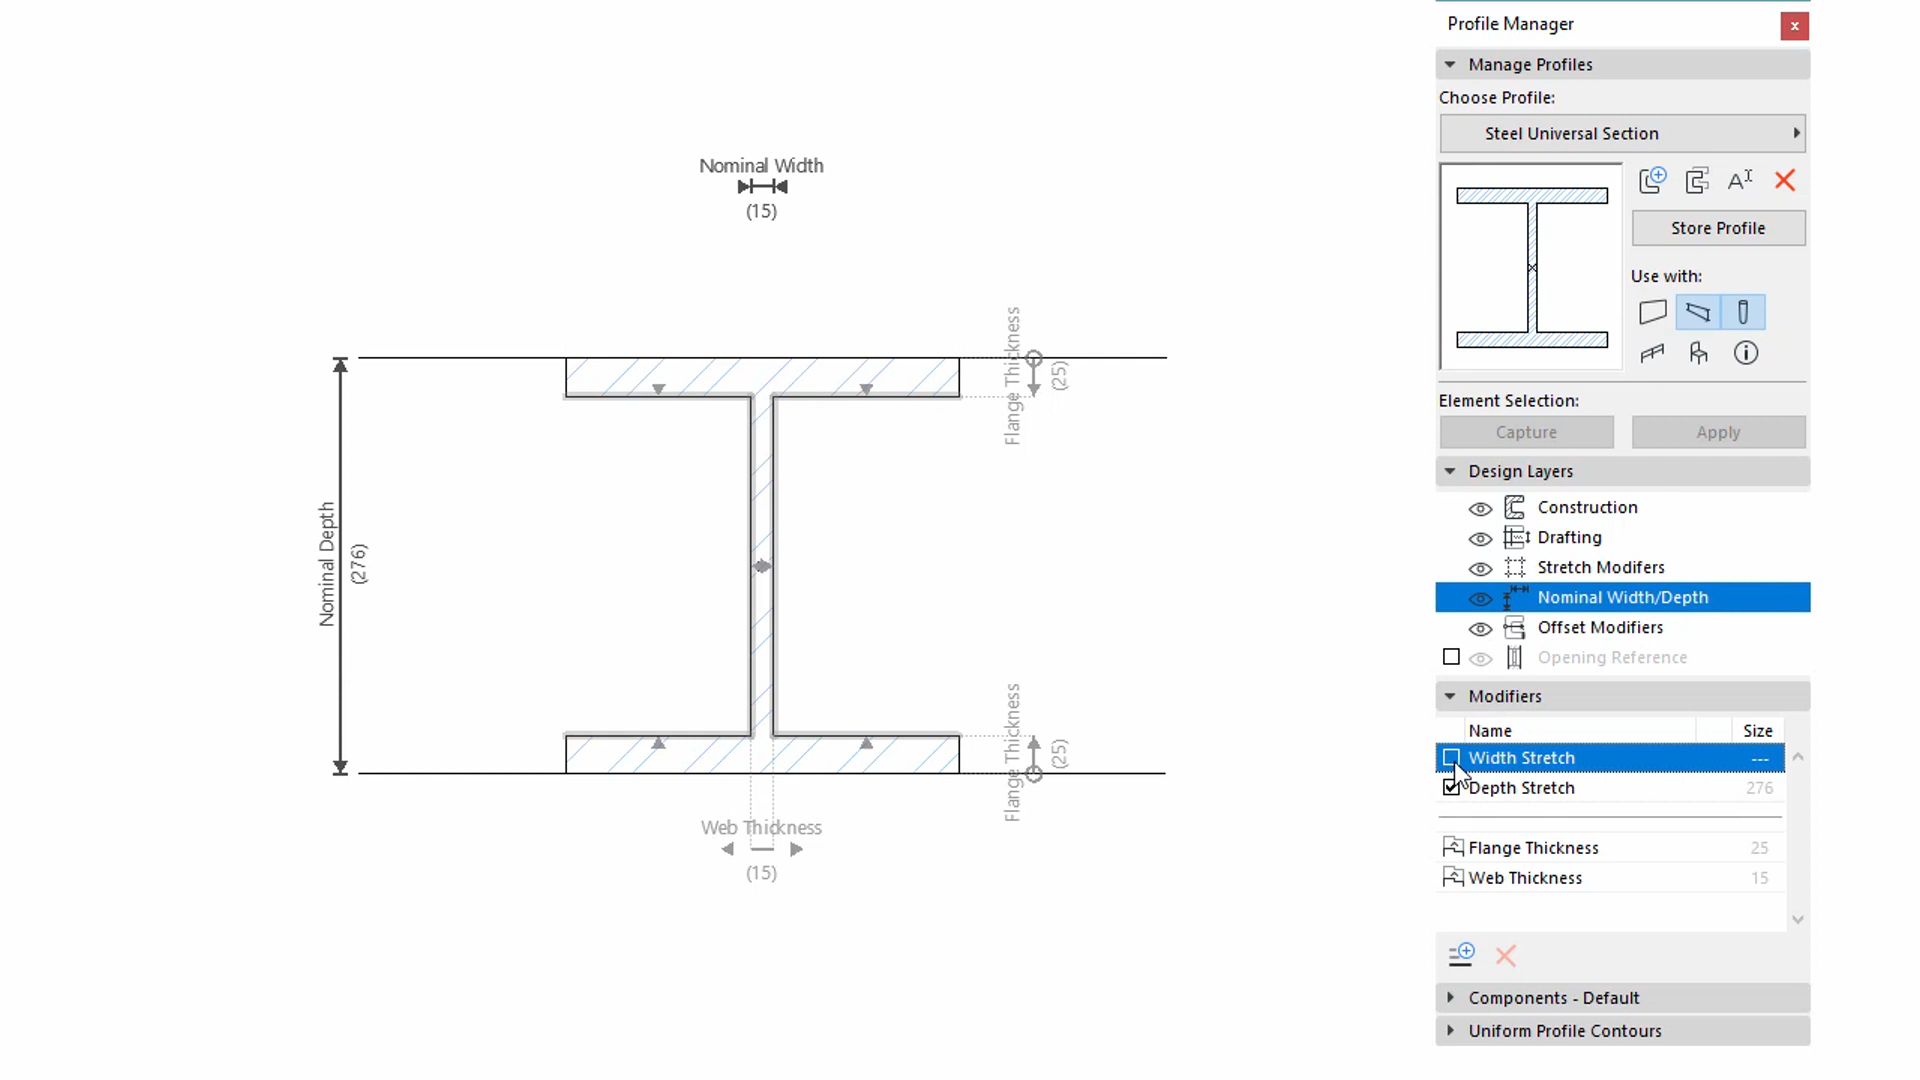 Nominal Width
(15)
Nominal Depth
(276)
Flange Thickness
(25)
Flange Thickness
(25)
Web Thickness
(15)
Profile Manager
x
Manage Profiles
Choose Profile:
Steel Universal Section
Store Profile
Use with:
Element Selection:
Capture
Apply
Design Layers
Construction
Drafting
Stretch Modifers
Nominal Width/Depth
Offset Modifiers
Opening Reference
Modifiers
Name Size
Width Stretch ---
Depth Stretch 276
Flange Thickness 25
Web Thickness 15
Components - Default
Uniform Profile Contours